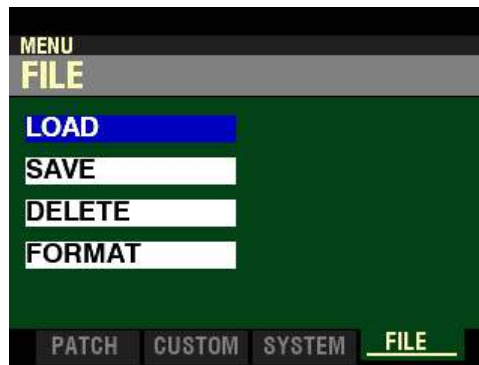 MENU
FILE
LOAD
SAVE
DELETE
FORMAT
PATCH CUSTOM SYSTEM FILE